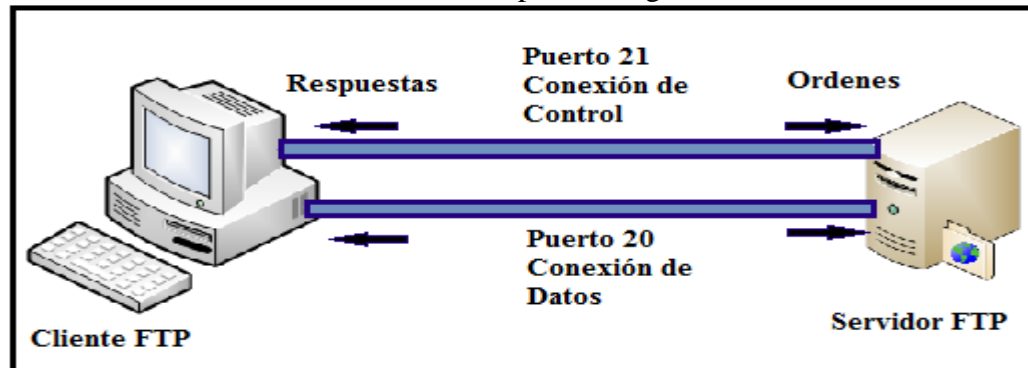 Respuestas
Puerto 21
Conexión de
Control
Ordenes
Puerto 20
Conexión de
Datos
Cliente FTP
Servidor FTP